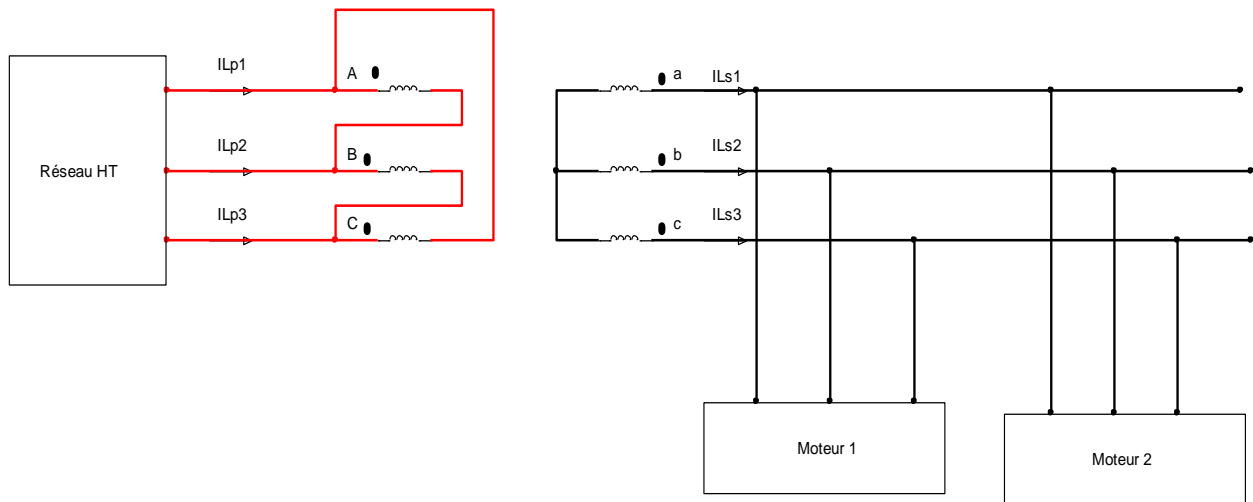 ILp1
A
a
ILs1
Réseau HT
ILp2
B
b
ILs2
ILp3
C
c
ILs3
Moteur 1
Moteur 2